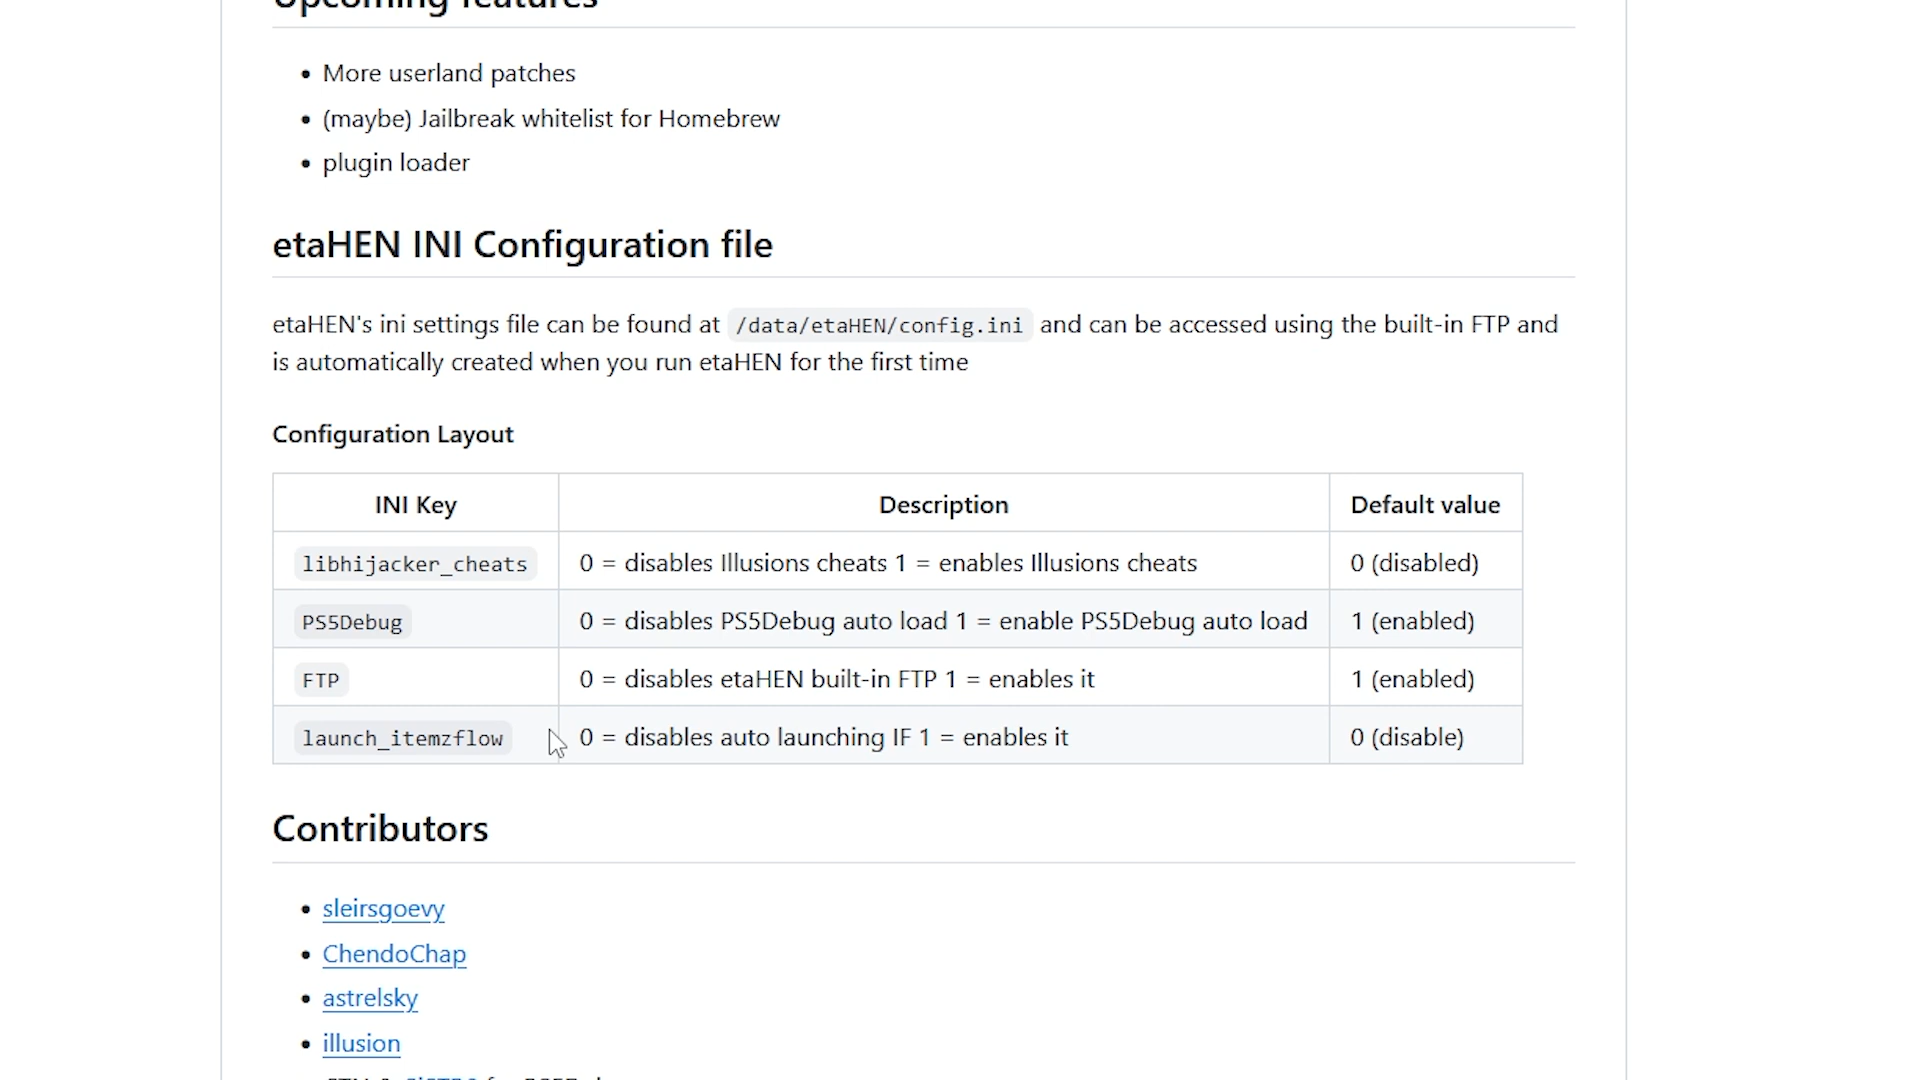 Upcoming features
More userland patches
(maybe) Jailbreak whitelist for Homebrew
plugin loader
etaHEN INI Configuration file
etaHEN's ini settings file can be found at /data/etaHEN/config.ini and can be accessed using the built-in FTP and
is automatically created when you run etaHEN for the first time
Configuration Layout
INI Key Description Default value
libhijacker_cheats 0 = disables Illusions cheats 1 = enables Illusions cheats 0 (disabled)
PS5Debug 0 = disables PS5Debug auto load 1 = enable PS5Debug auto load 1 (enabled)
FTP 0 = disables etaHEN built-in FTP 1 = enables it 1 (enabled)
launch_itemzflow 0 = disables auto launching IF 1 = enables it 0 (disable)
Contributors
sleirsgoevy
ChendoChap
astrelsky
illusion